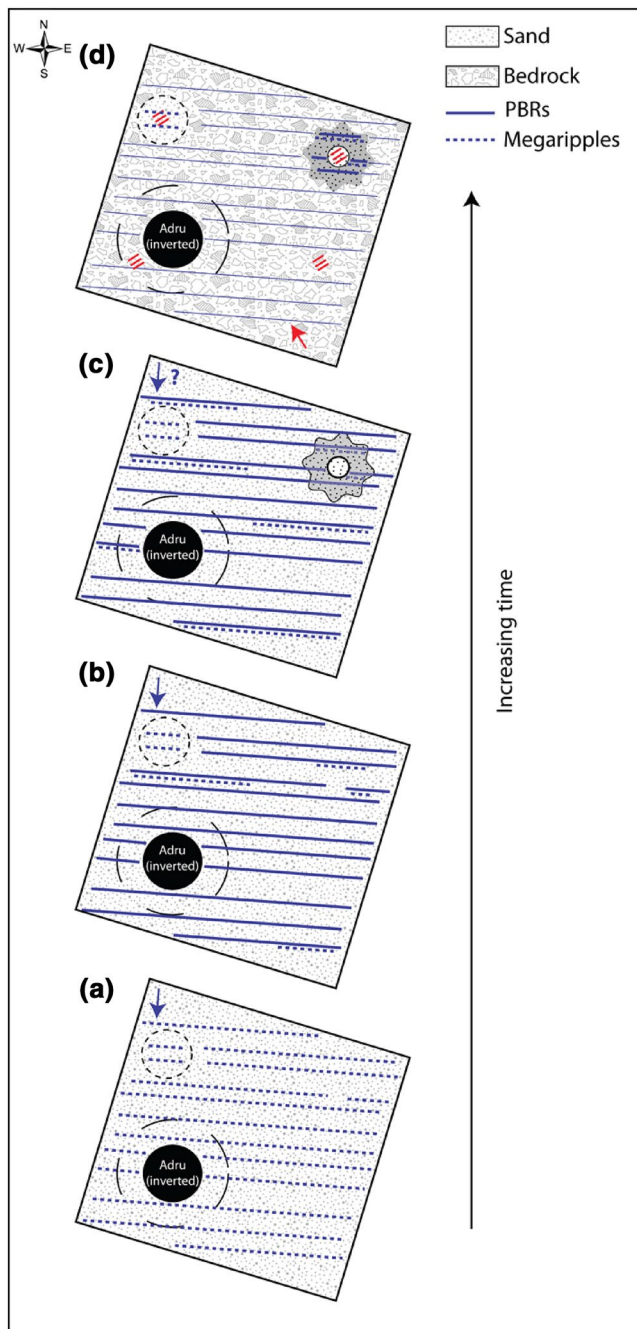 N
W E
S
(d)
Sand
Bedrock
PBRs
Megaripples
Adru
(inverted)
(c)
?
Adru
(inverted)
(b)
Adru
(inverted)
(a)
Adru
(inverted)
Increasing time